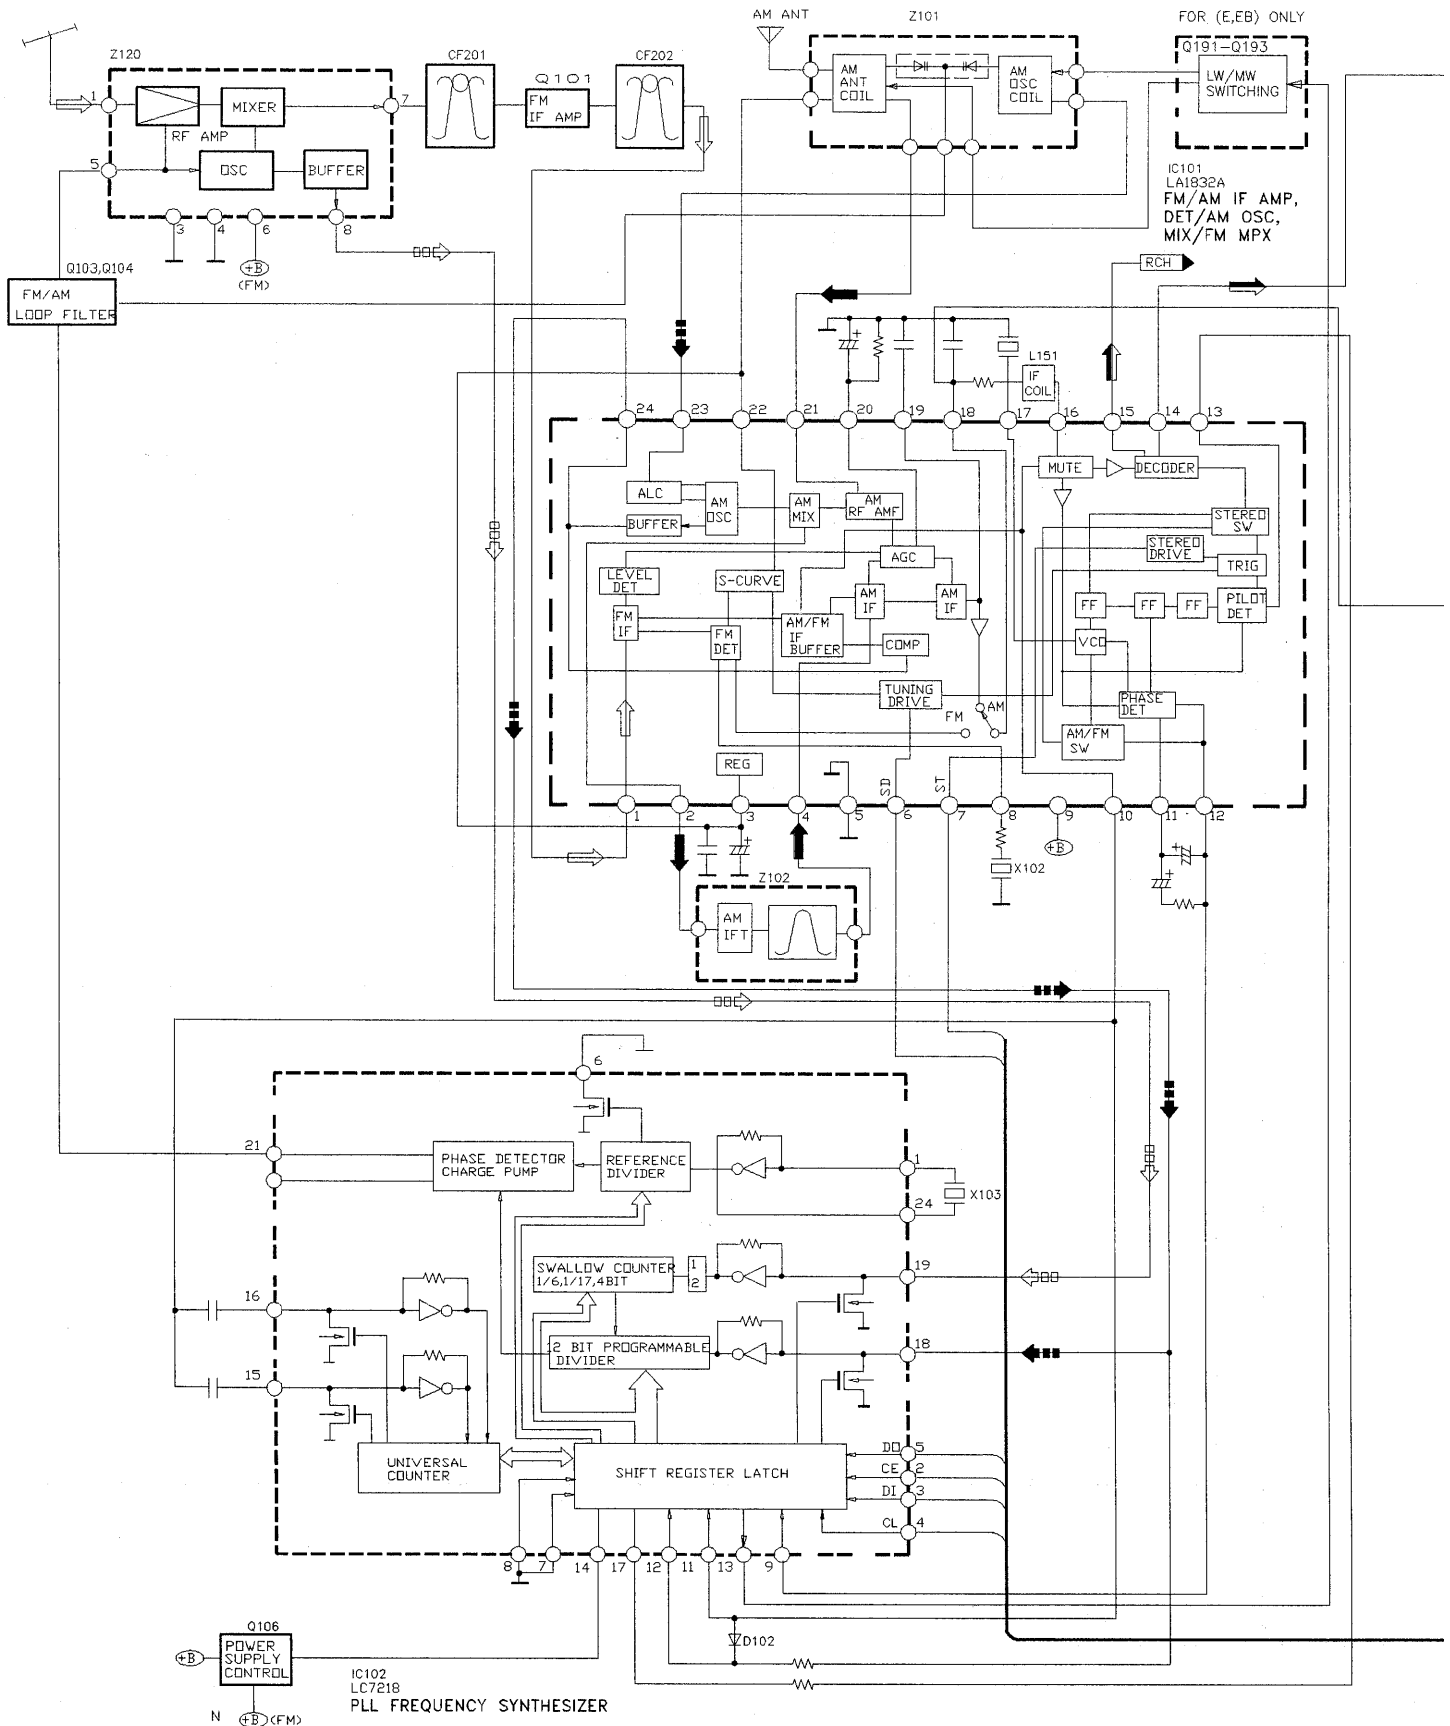 AM ANT
Z101
FOR (E,EB) ONLY
Z120
CF201
CF202
Q101
Q191-Q193
1
MIXER
7
FM
IF AMP
AM
ANT
COIL
AM
OSC
COIL
LW/MW
SWITCHING
RF AMP
5
OSC
BUFFER
3
4
6
8
+B
(FM)
IC101
LA1832A
FM/AM IF AMP,
DET/AM OSC,
MIX/FM MPX
Q103,Q104
FM/AM
LOOP FILTER
RCH
L151
IF
COIL
24
23
22
21
20
19
18
17
16
15
14
13
MUTE
DECODER
ALC
AM
OSC
AM
MIX
AM
RF AMF
BUFFER
STEREO
SW
STEREO
DRIVE
AGC
TRIG
LEVEL
DET
S-CURVE
AM
IF
AM
IF
FF
FF
FF
PILOT
DET
FM
IF
FM
DET
AM/FM
IF
BUFFER
COMP
VCO
TUNING
DRIVE
PHASE
DET
FM
AM
AM/FM
SW
REG
SD
ST
1
2
3
4
5
6
7
8
9
10
11
12
+B
X102
Z102
AM
IFT
6
21
PHASE DETECTOR
CHARGE PUMP
REFERENCE
DIVIDER
1
24
X103
SWALLOW COUNTER
1/6,1/17,4BIT
1
2
19
16
12 BIT PROGRAMMABLE
DIVIDER
18
15
UNIVERSAL
COUNTER
SHIFT REGISTER LATCH
DO 5
CE 2
DI 3
CL 4
8
7
14
17
12
11
13
9
Q106
+B
POWER
SUPPLY
CONTROL
D102
IC102
LC7218
PLL FREQUENCY SYNTHESIZER
N
+B (FM)